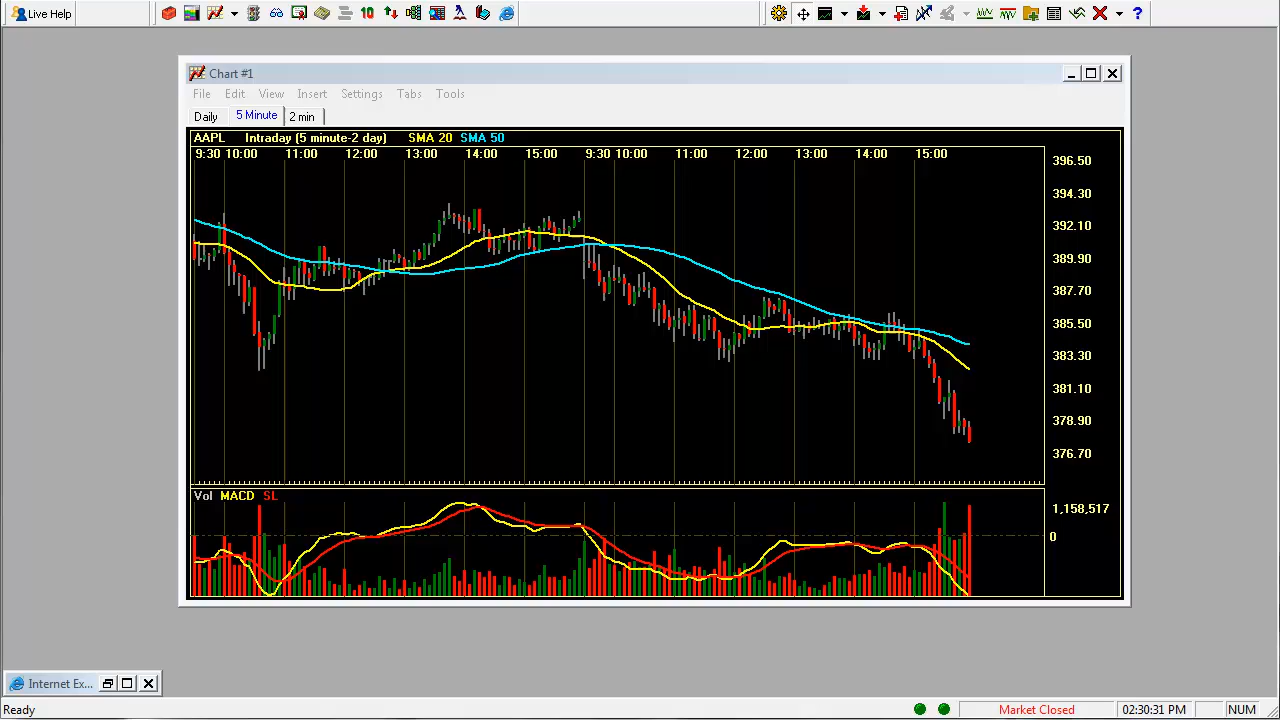 Live Help
10
?
Chart #1
File Edit View Insert Settings Tabs Tools
Daily 5 Minute 2 min
AAPL Intraday (5 minute-2 day) SMA 20 SMA 50
9:30 10:00 11:00 12:00 13:00 14:00 15:00 9:30 10:00 11:00 12:00 13:00 14:00 15:00
396.50
394.30
392.10
389.90
387.70
385.50
383.30
381.10
378.90
376.70
Vol MACD SL
1,158,517
0
Internet Ex...
Ready Market Closed 02:30:31 PM NUM